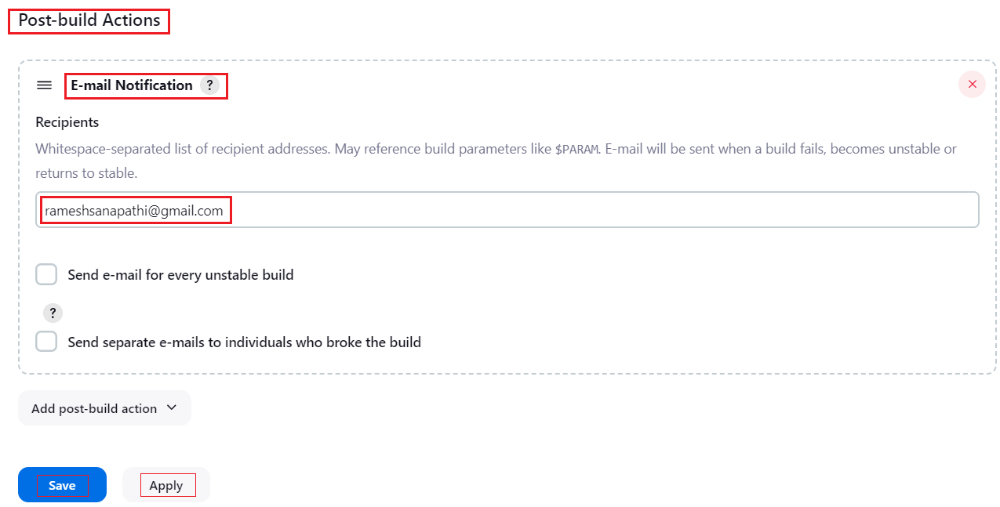 Post-build Actions
E-mail Notification ?
Recipients
Whitespace-separated list of recipient addresses. May reference build parameters like $PARAM. E-mail will be sent when a build fails, becomes unstable or
returns to stable.
rameshsanapathi@gmail.com
Send e-mail for every unstable build
?
Send separate e-mails to individuals who broke the build
Add post-build action
Save Apply